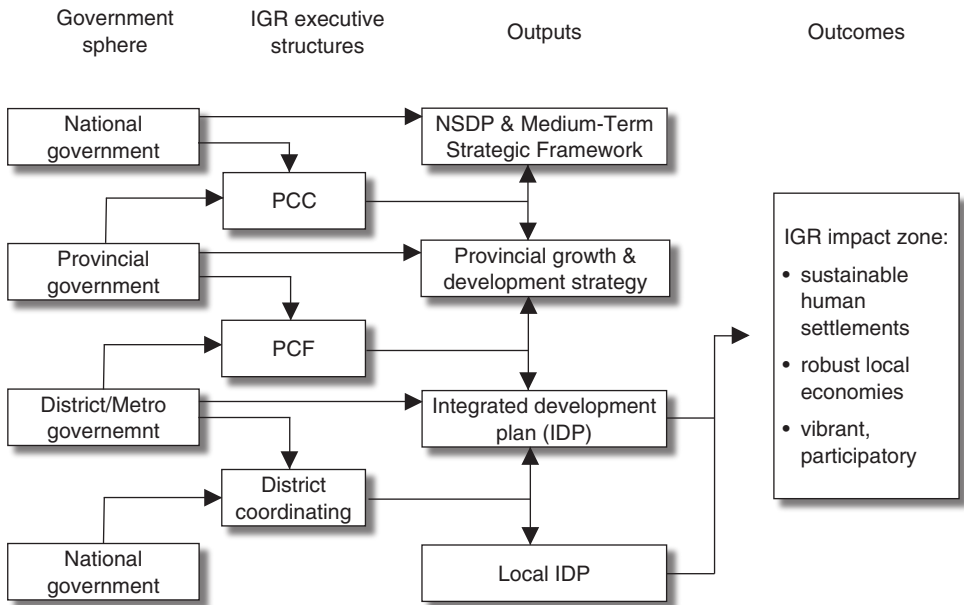 Government
sphere
IGR executive
structures
Outputs
Outcomes
National
government
NSDP & Medium-Term
Strategic Framework
PCC
Provincial
government
Provincial growth &
development strategy
PCF
District/Metro
governemnt
Integrated development
plan (IDP)
District
coordinating
National
government
Local IDP
IGR impact zone:
• sustainable
human
settlements
• robust local
economies
• vibrant,
participatory